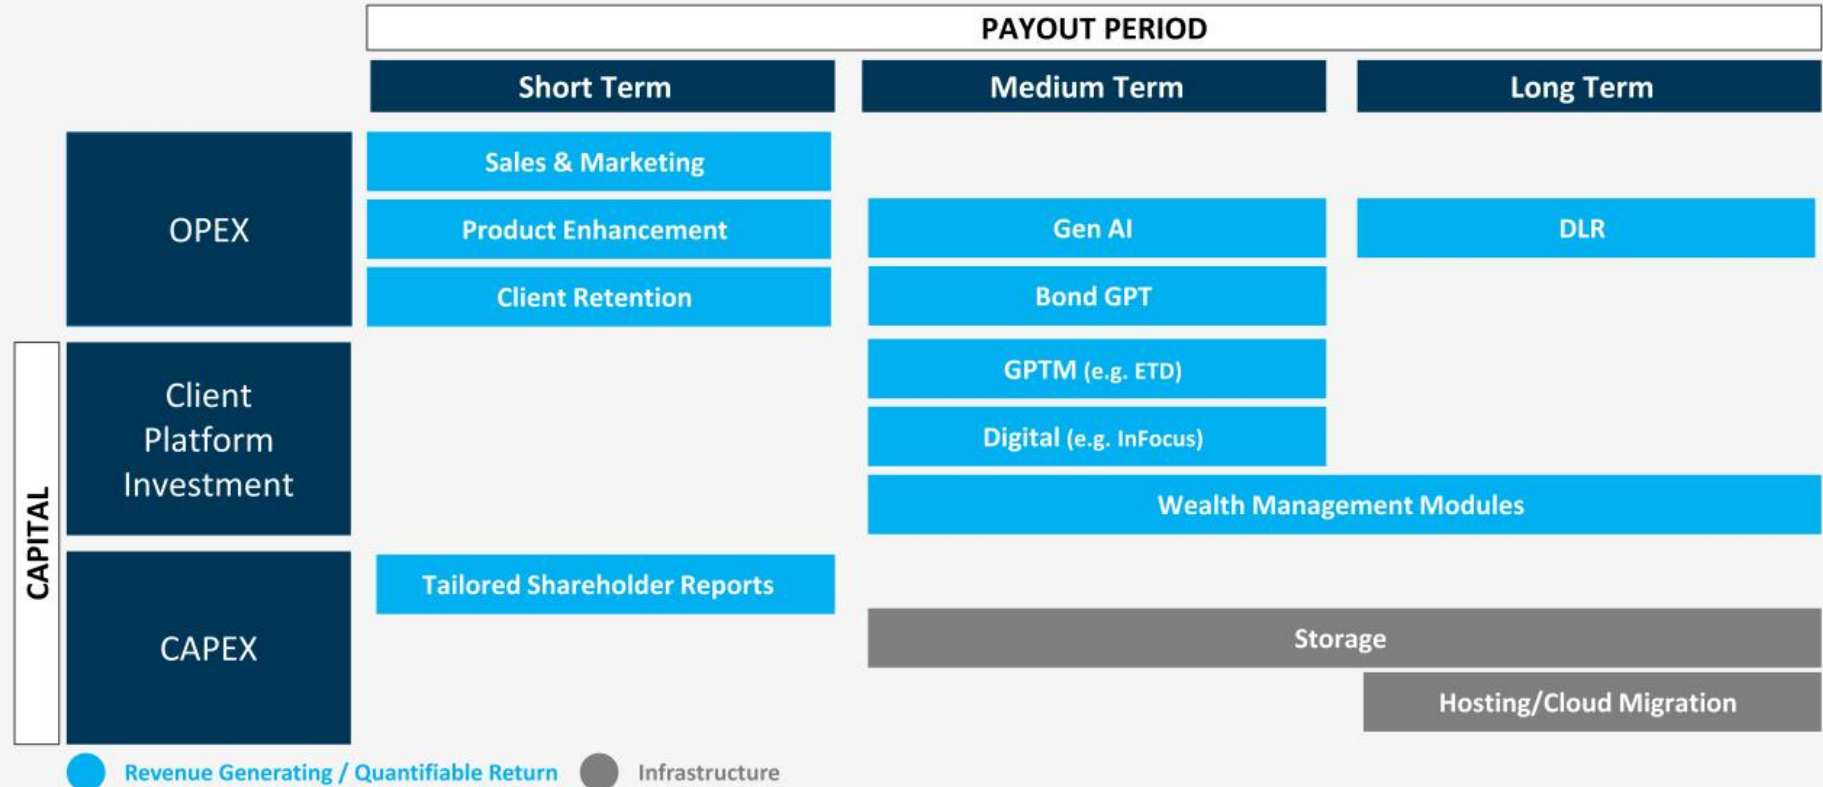 PAYOUT PERIOD
Short Term
Medium Term
Long Term
OPEX
Sales & Marketing
Product Enhancement
Gen AI
DLR
Client Retention
Bond GPT
CAPITAL
Client
Platform
Investment
GPTM (e.g. ETD)
Digital (e.g. InFocus)
Wealth Management Modules
CAPEX
Tailored Shareholder Reports
Storage
Hosting/Cloud Migration
Revenue Generating / Quantifiable Return
Infrastructure